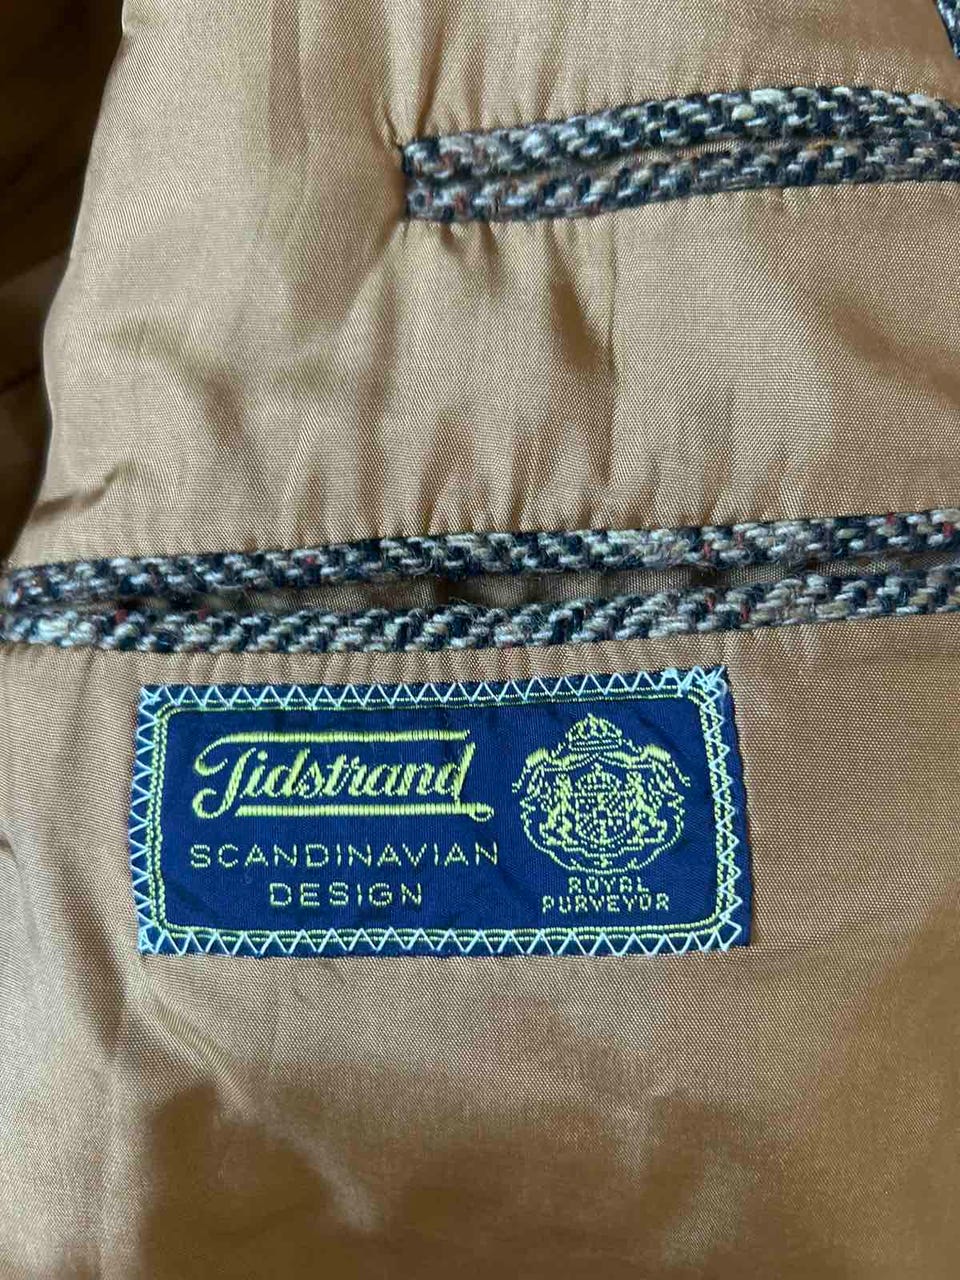 Tidstrand
SCANDINAVIAN
DESIGN
ROYAL
PURVEYOR